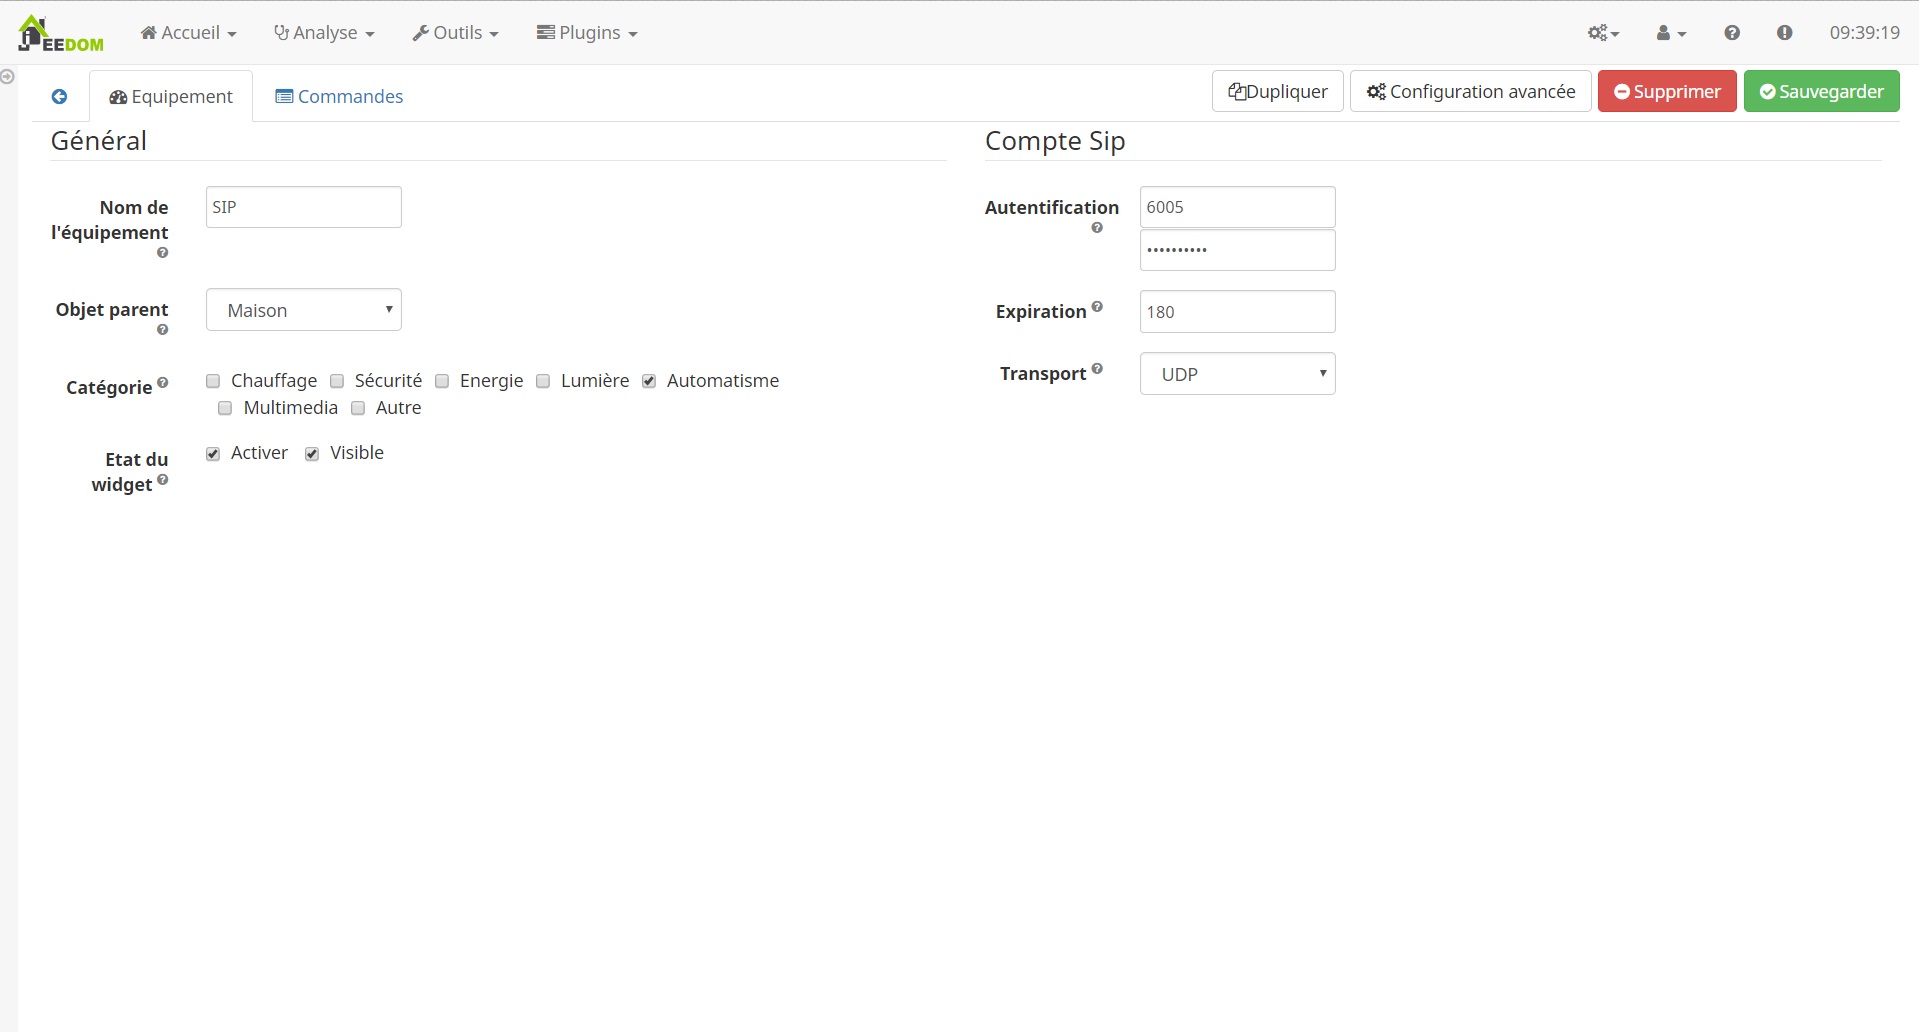 JEEDOM Accueil Analyse Outils Plugins 09:39:19
Equipement Commandes Dupliquer Configuration avancée Supprimer Sauvegarder
Général
Nom de l'équipement
SIP
Objet parent
Maison
Catégorie
Chauffage Sécurité Energie Lumière Automatisme
Multimedia Autre
Etat du widget
Activer Visible
Compte Sip
Autentification
6005
••••••••••
Expiration
180
Transport
UDP